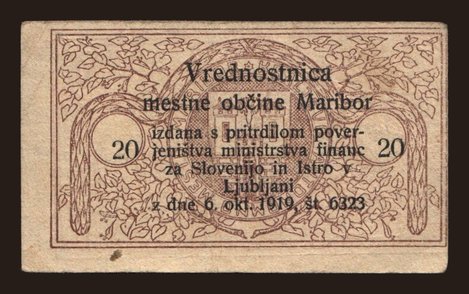 Vrednostnica
mestne občine Maribor
izdana s pritrdilom pover-
jeništva ministrstva financ
20 za Slovenijo in Istro v 20
Ljubljani
z dne 6. okt. 1919, št. 6323